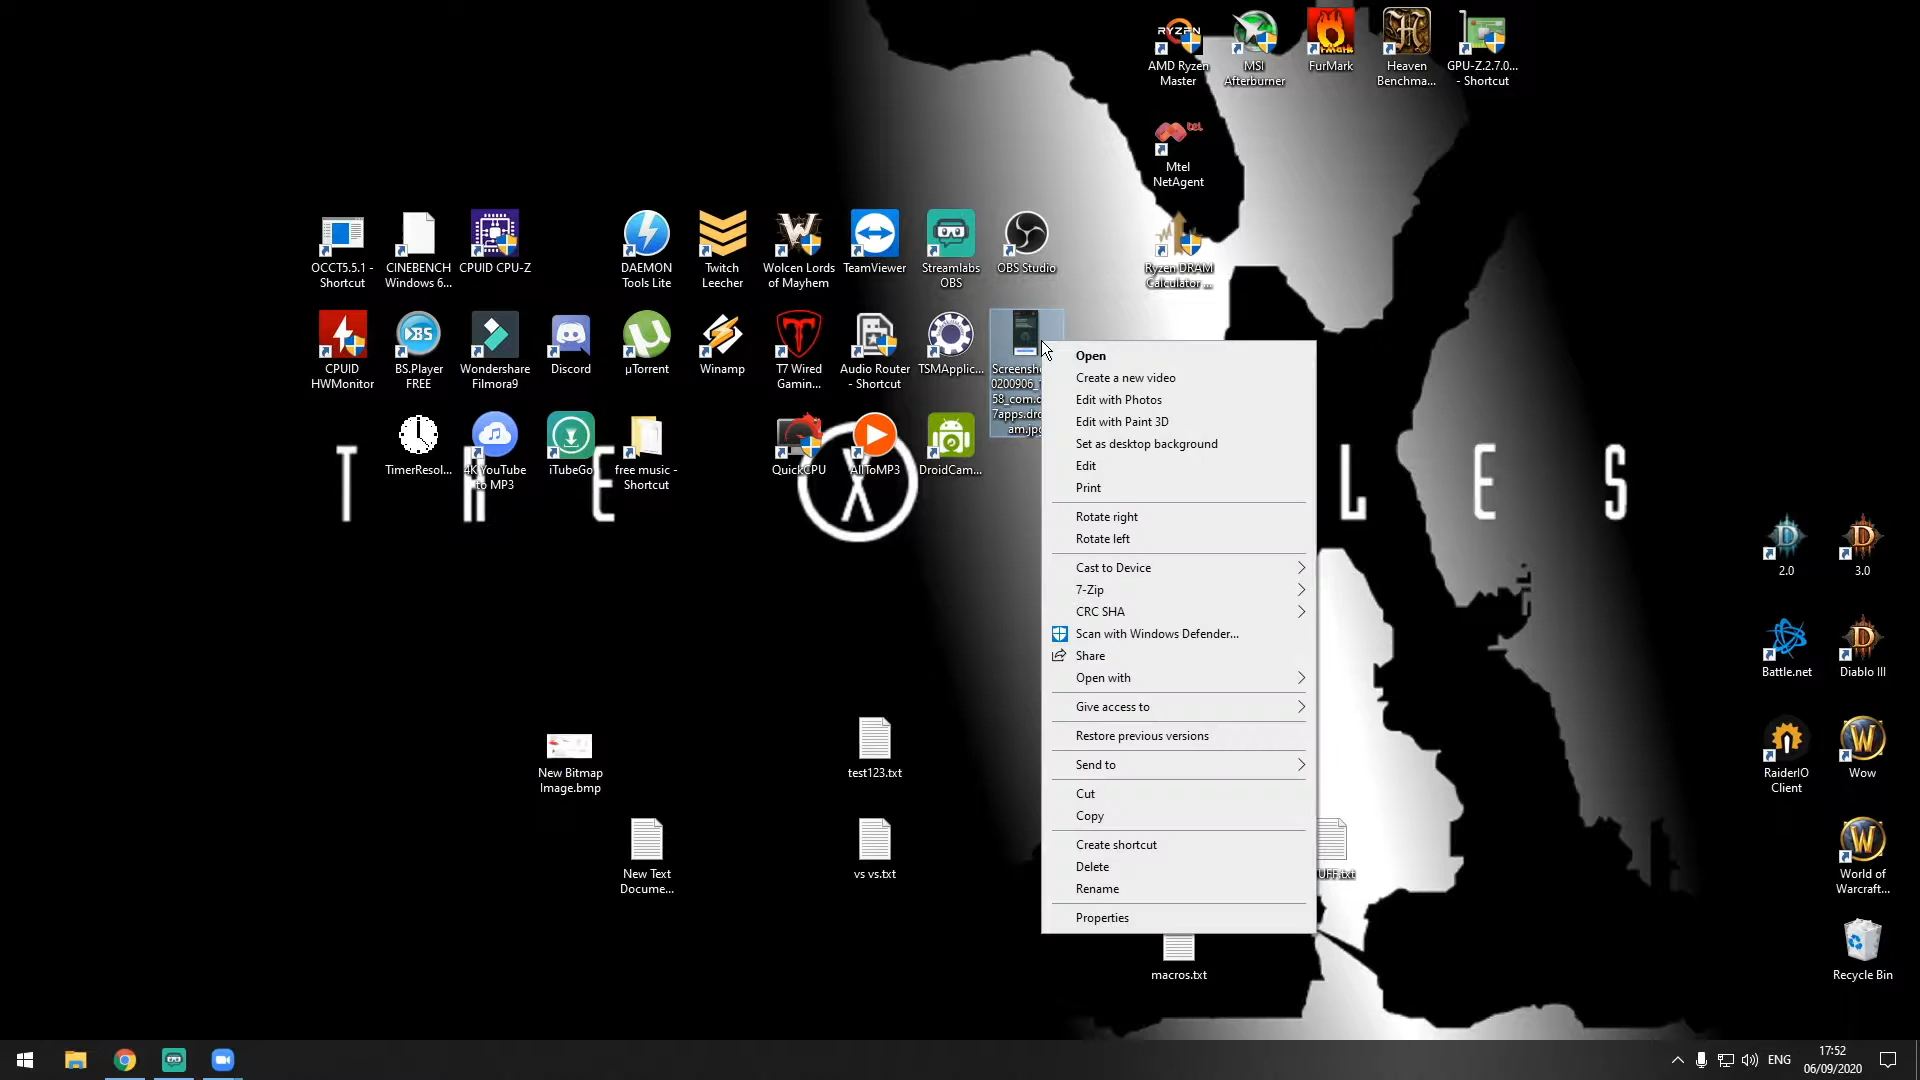 AMD Ryzen
Master
MSI
Afterburner
FurMark
Heaven
Benchma...
GPU-Z.2.7.0...
- Shortcut
Mtel
NetAgent
OCCT5.5.1 -
Shortcut
CINEBENCH
Windows 6...
CPUID CPU-Z
DAEMON
Tools Lite
Twitch
Leecher
Wolcen Lords
of Mayhem
TeamViewer
Streamlabs
OBS
OBS Studio
Ryzen DRAM
Calculator ...
CPUID
HWMonitor
BS.Player
FREE
Wondershare
Filmora9
Discord
µTorrent
Winamp
T7 Wired
Gamin...
Audio Router
- Shortcut
TSMApplic...
0200906_
58_com.
7apps.dr
am.jp
TimerResol...
4K YouTube
to MP3
iTubeGo
free music -
Shortcut
QuickCPU
AllToMP3
DroidCam...
T H E X L E S
Open
Create a new video
Edit with Photos
Edit with Paint 3D
Set as desktop background
Edit
Print
Rotate right
Rotate left
Cast to Device
7-Zip
CRC SHA
Scan with Windows Defender...
Share
Open with
Give access to
Restore previous versions
Send to
Cut
Copy
Create shortcut
Delete
Rename
Properties
2.0
3.0
Battle.net
Diablo III
RaiderIO
Client
Wow
World of
Warcraft...
Recycle Bin
New Bitmap
Image.bmp
test123.txt
New Text
Docume...
vs vs.txt
UFF.txt
macros.txt
ENG
17:52
06/09/2020